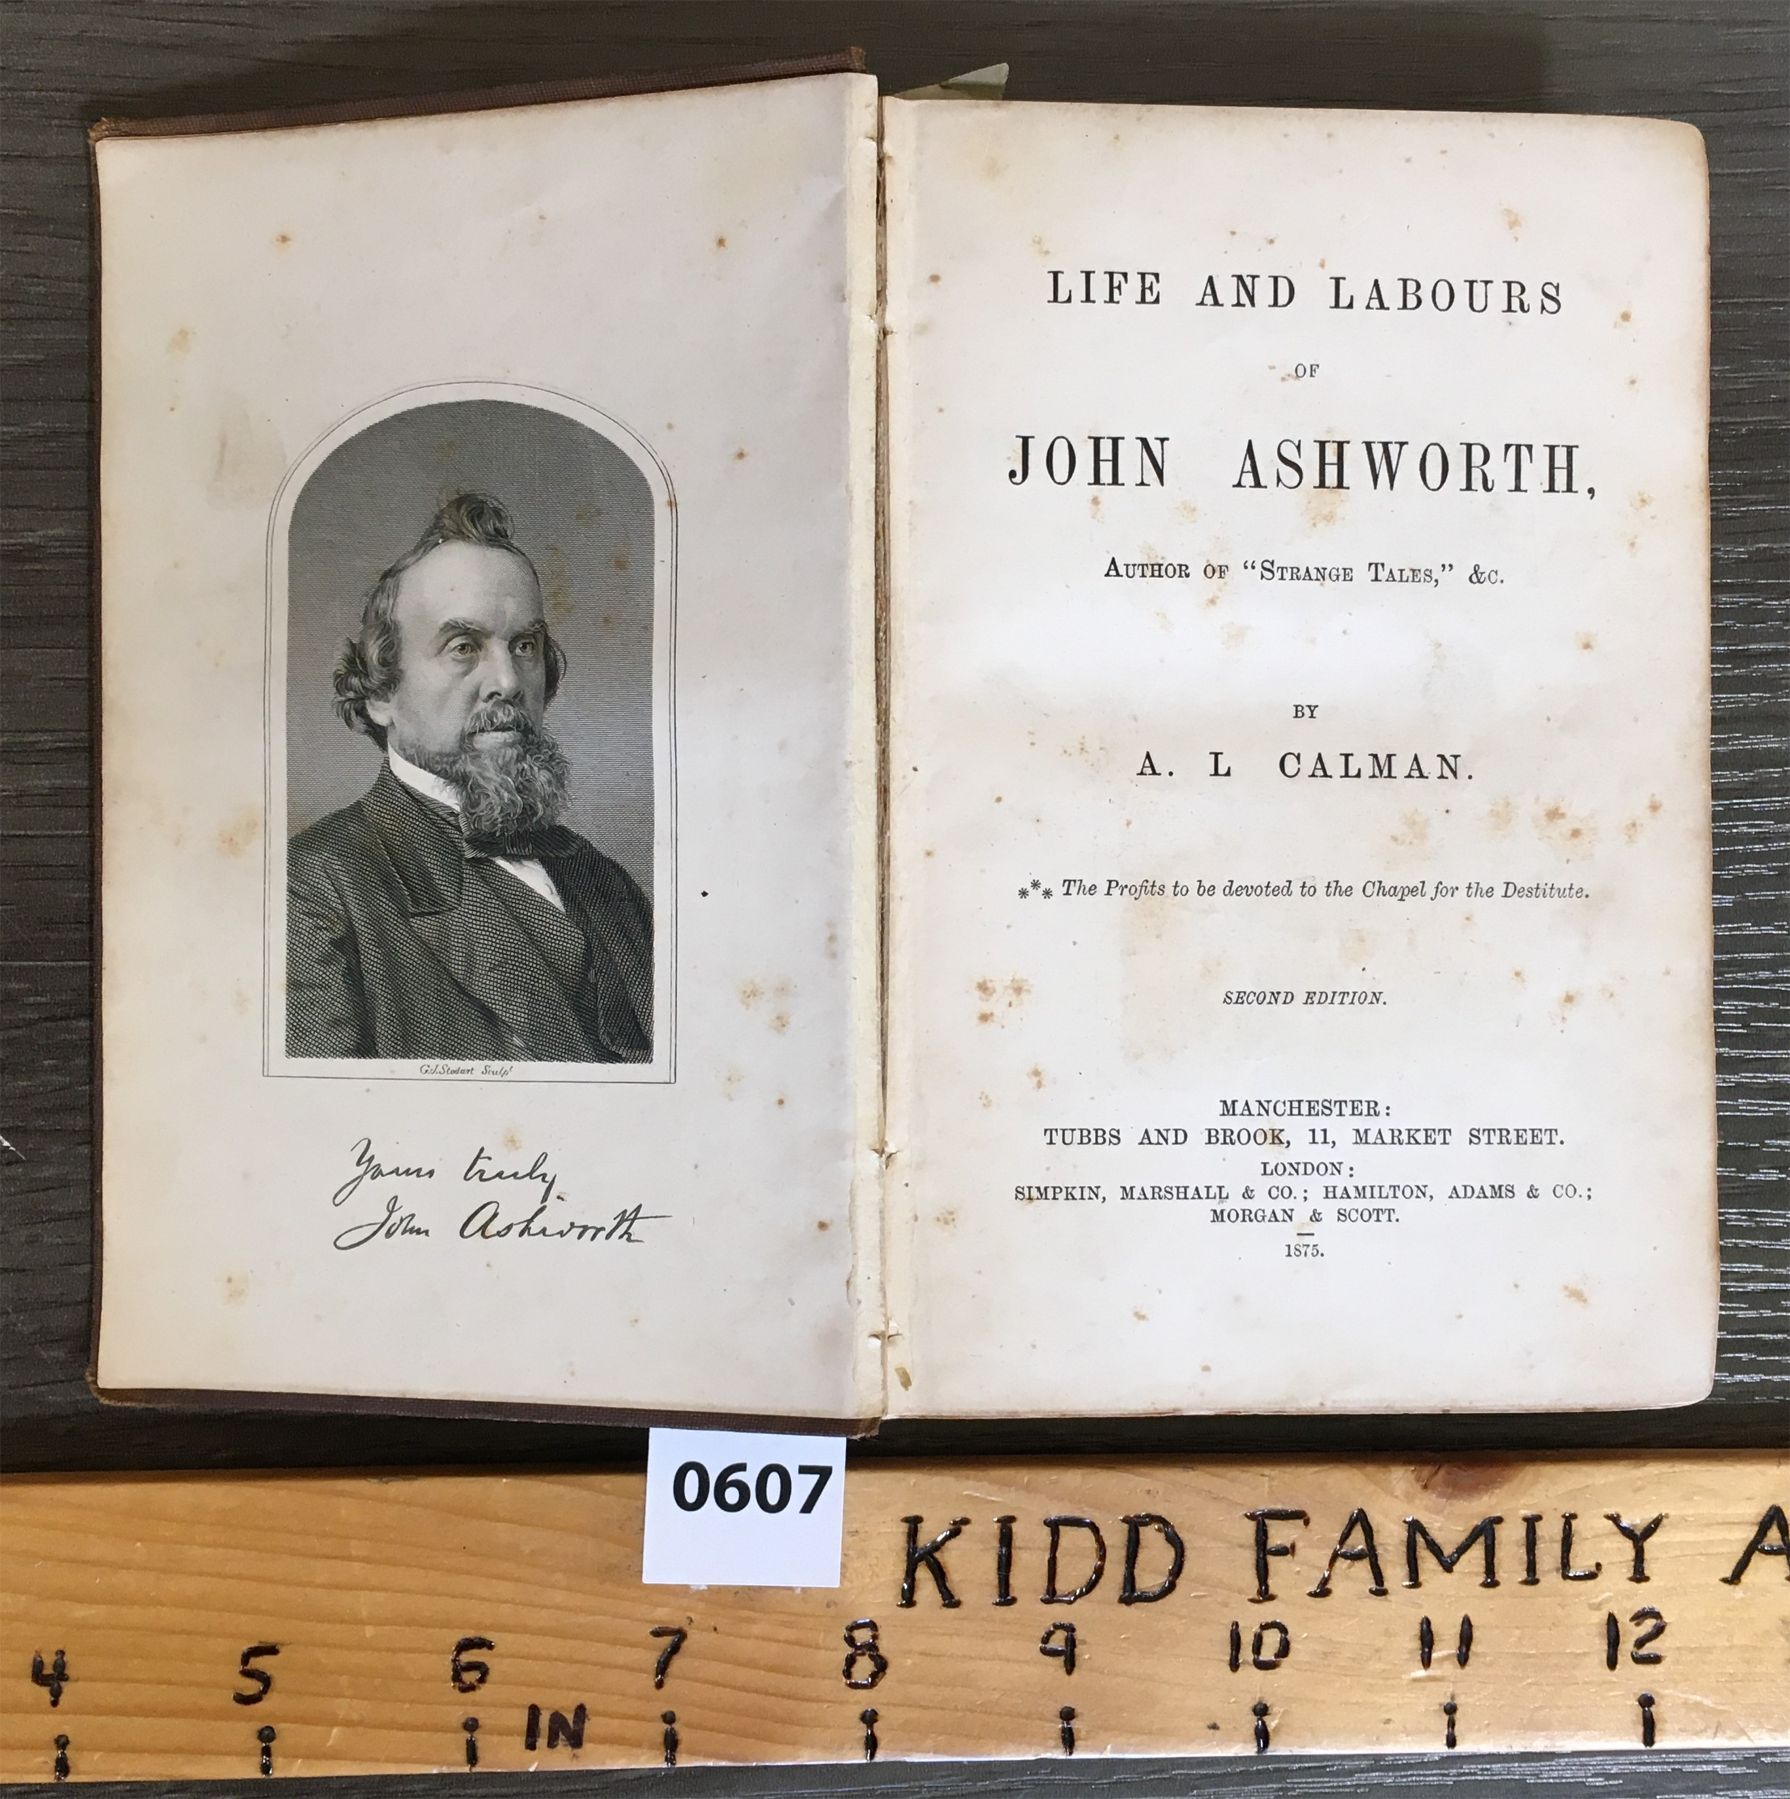 G.J. Stodart Sculpt
Yours truly
John Ashworth
LIFE AND LABOURS
OF
JOHN ASHWORTH,
AUTHOR OF "STRANGE TALES," &C.
BY
A. L CALMAN.
*** The Profits to be devoted to the Chapel for the Destitute.
SECOND EDITION.
MANCHESTER:
TUBBS AND BROOK, 11, MARKET STREET.
LONDON:
SIMPKIN, MARSHALL & CO.; HAMILTON, ADAMS & CO.;
MORGAN & SCOTT.
1875.
0607
KIDD FAMILY A
4 5 6 7 8 9 10 11 12
IN